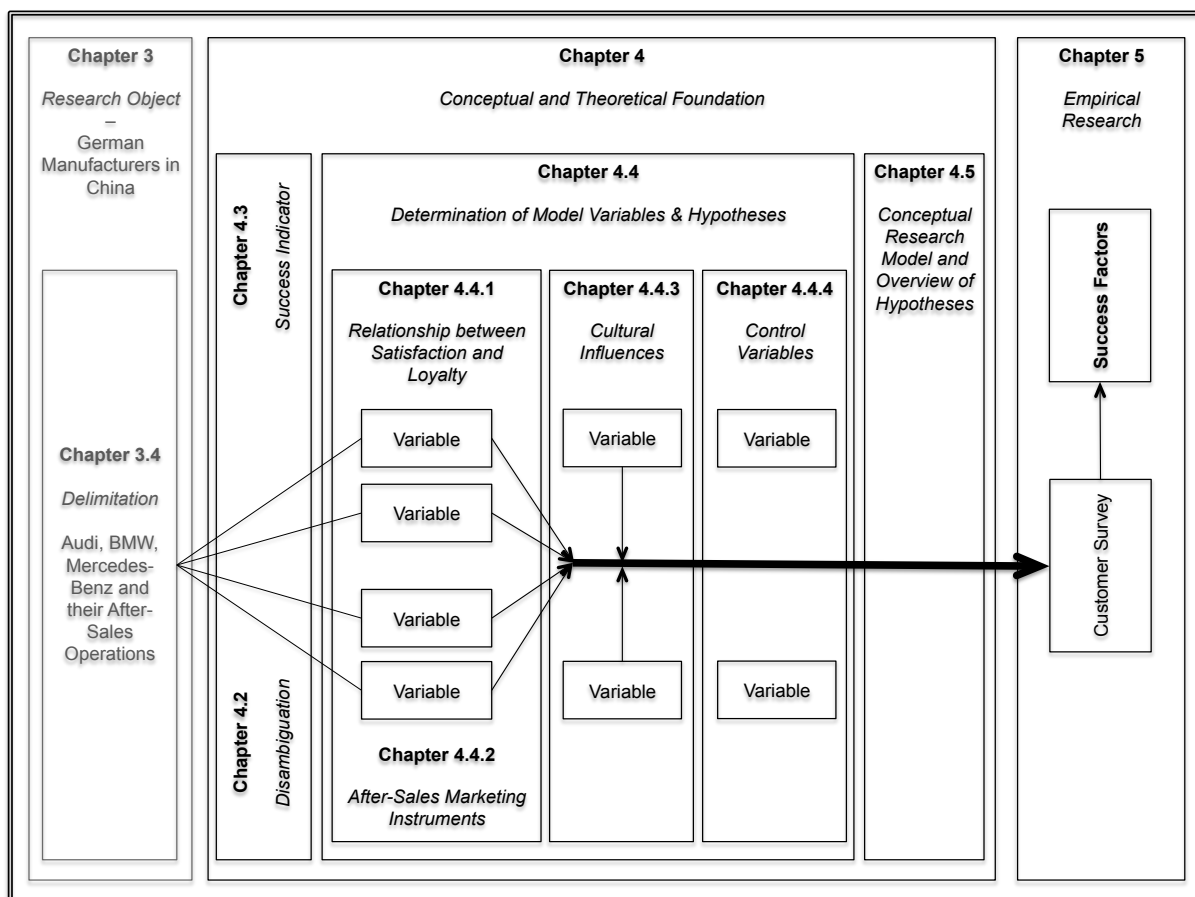 Chapter 3
Research Object
–
German
Manufacturers in
China
Chapter 3.4
Delimitation
Audi, BMW,
Mercedes-
Benz and
their After-
Sales
Operations
Chapter 4
Conceptual and Theoretical Foundation
Chapter 4.3
Success Indicator
Chapter 4.2
Disambiguation
Chapter 4.4
Determination of Model Variables & Hypotheses
Chapter 4.4.1
Relationship between
Satisfaction and
Loyalty
Variable
Variable
Variable
Variable
Chapter 4.4.2
After-Sales Marketing
Instruments
Chapter 4.4.3
Cultural
Influences
Variable
Variable
Chapter 4.4.4
Control
Variables
Variable
Variable
Chapter 4.5
Conceptual
Research
Model and
Overview of
Hypotheses
Chapter 5
Empirical
Research
Success Factors
Customer Survey